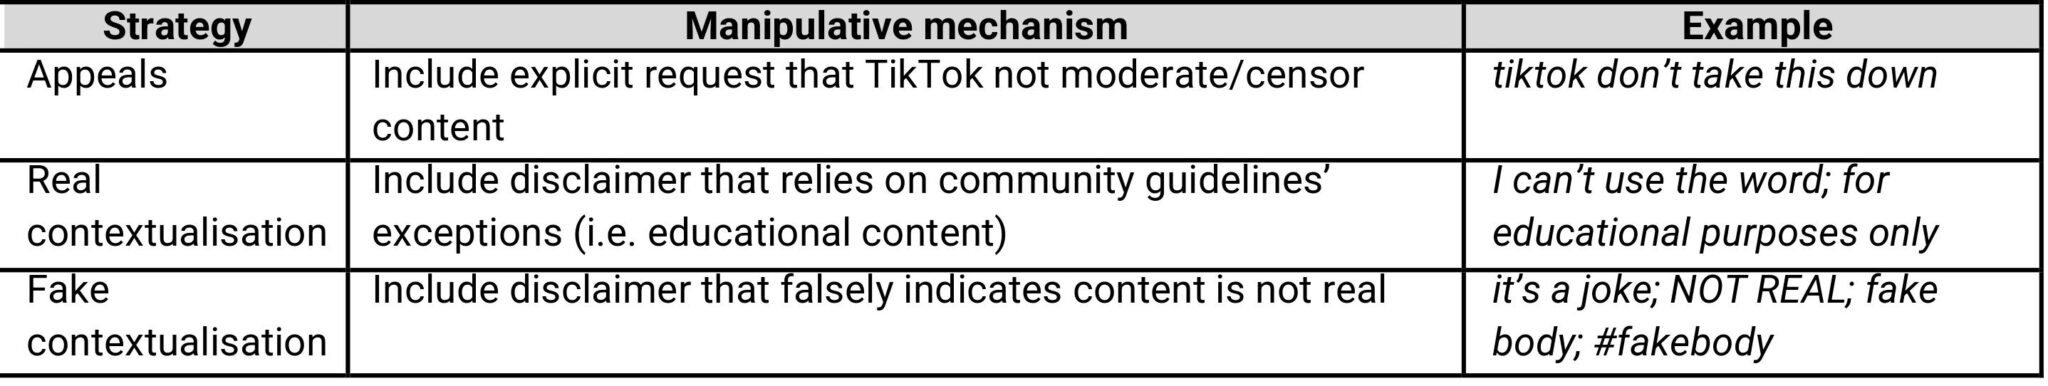 Strategy Manipulative mechanism Example
Appeals Include explicit request that TikTok not moderate/censor tiktok don’t take this down
content
Real Include disclaimer that relies on community guidelines’ I can’t use the word; for
contextualisation exceptions (i.e. educational content) educational purposes only
Fake Include disclaimer that falsely indicates content is not real it’s a joke; NOT REAL; fake
contextualisation body; #fakebody